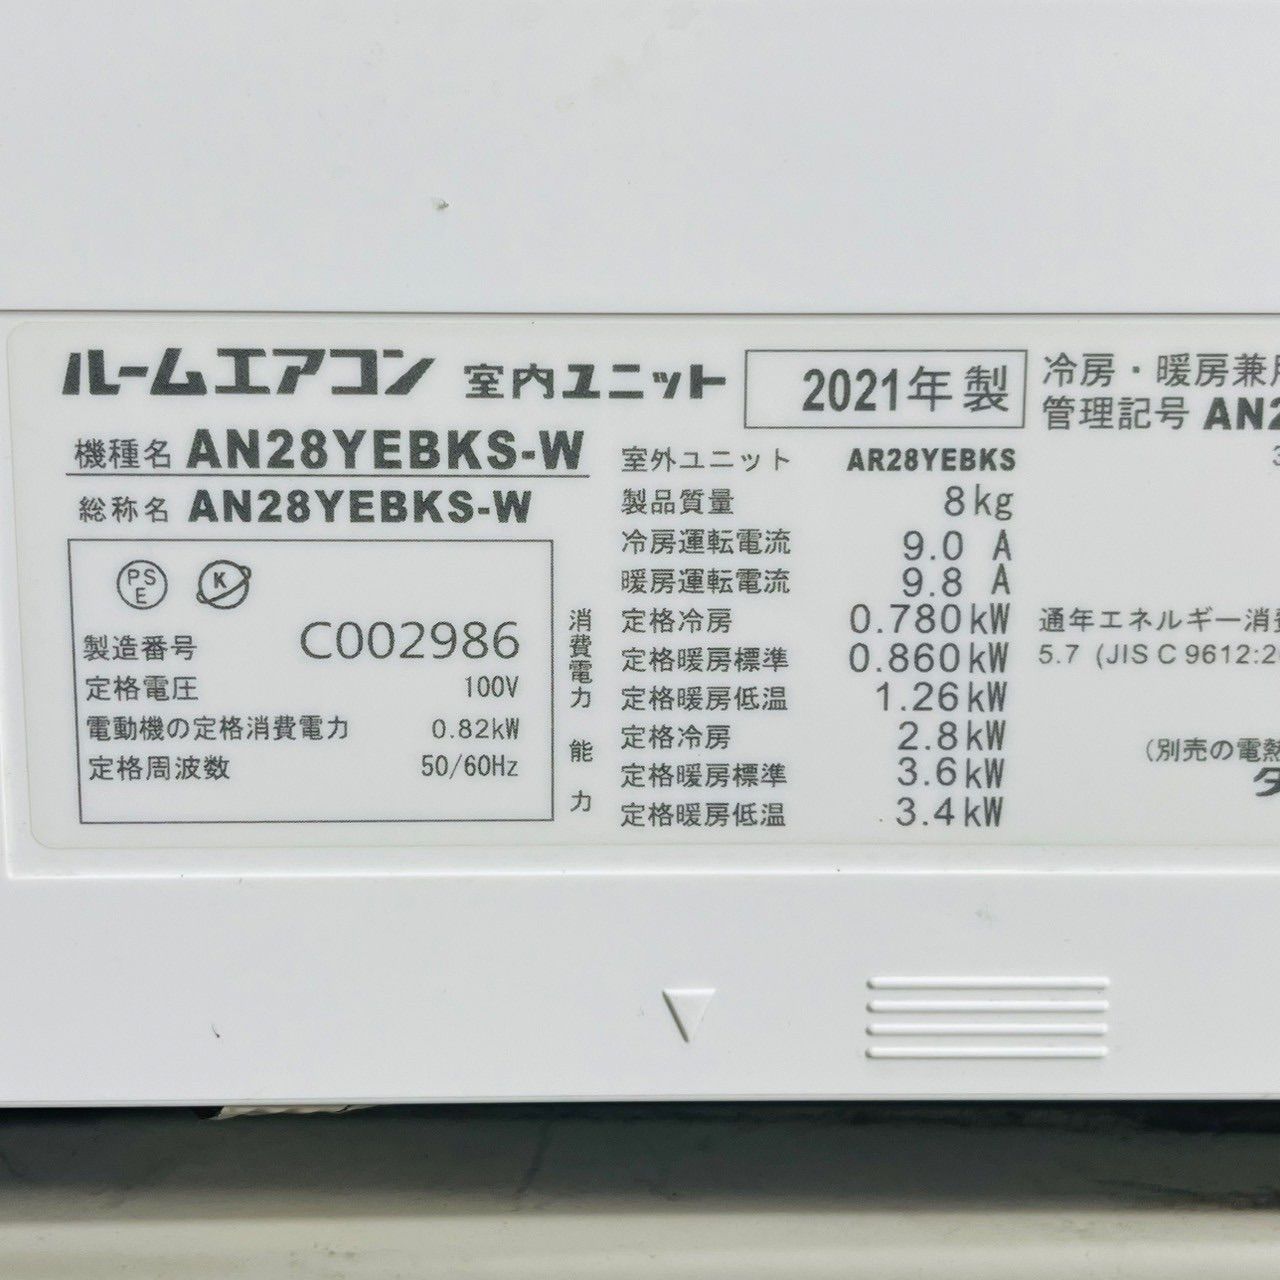 ルームエアコン 室内ユニット 2021年製 冷房・暖房兼用
機種名 AN28YEBKS-W
総称名 AN28YEBKS-W
PS
E
K
製造番号 C002986
定格電圧 100V
電動機の定格消費電力 0.82kW
定格周波数 50/60Hz
室外ユニット AR28YEBKS
製品質量 8kg
冷房運転電流 9.0 A
暖房運転電流 9.8 A
消費電力
定格冷房 0.780kW
定格暖房標準 0.860kW
定格暖房低温 1.26kW
能力
定格冷房 2.8kW
定格暖房標準 3.6kW
定格暖房低温 3.4kW
管理記号 AN2
通年エネルギー消費
5.7 (JIS C 9612:20
(別売の電熱